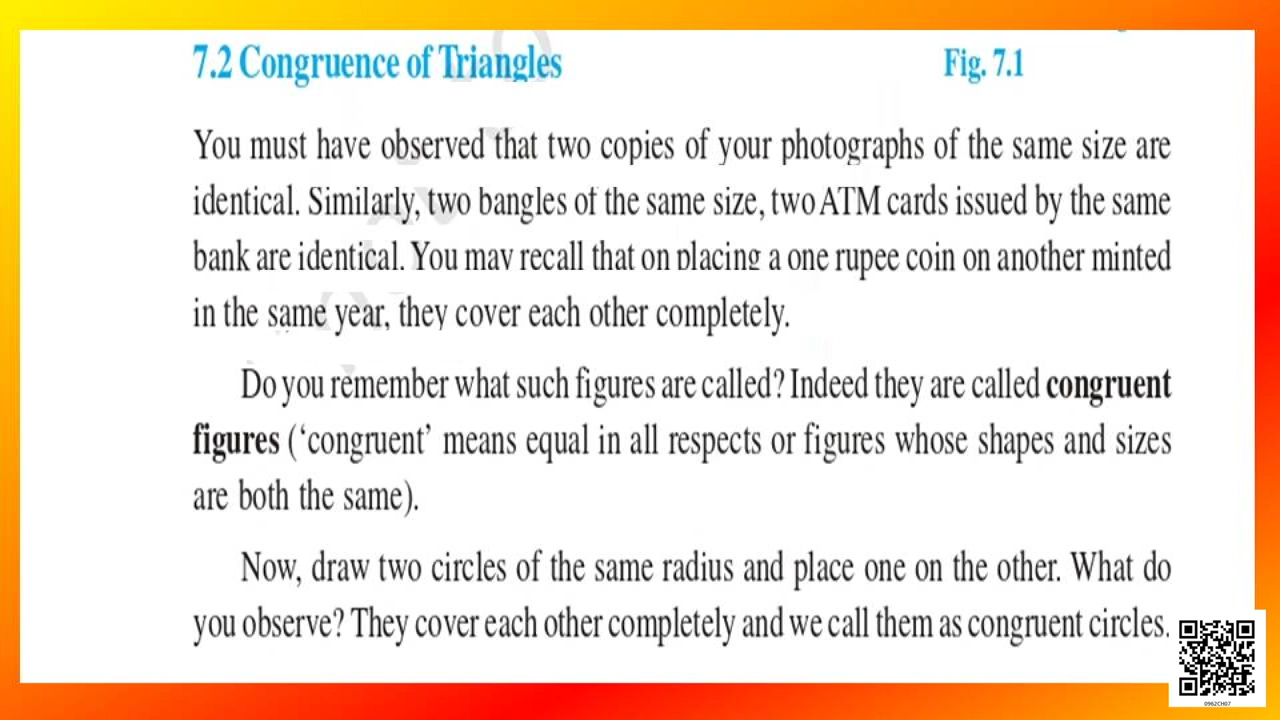 7.2 Congruence of Triangles
Fig. 7.1
You must have observed that two copies of your photographs of the same size are
identical. Similarly, two bangles of the same size, two ATM cards issued by the same
bank are identical. You may recall that on placing a one rupee coin on another minted
in the same year, they cover each other completely.
Do you remember what such figures are called? Indeed they are called congruent
figures (‘congruent’ means equal in all respects or figures whose shapes and sizes
are both the same).
Now, draw two circles of the same radius and place one on the other. What do
you observe? They cover each other completely and we call them as congruent circles.
0962CH07